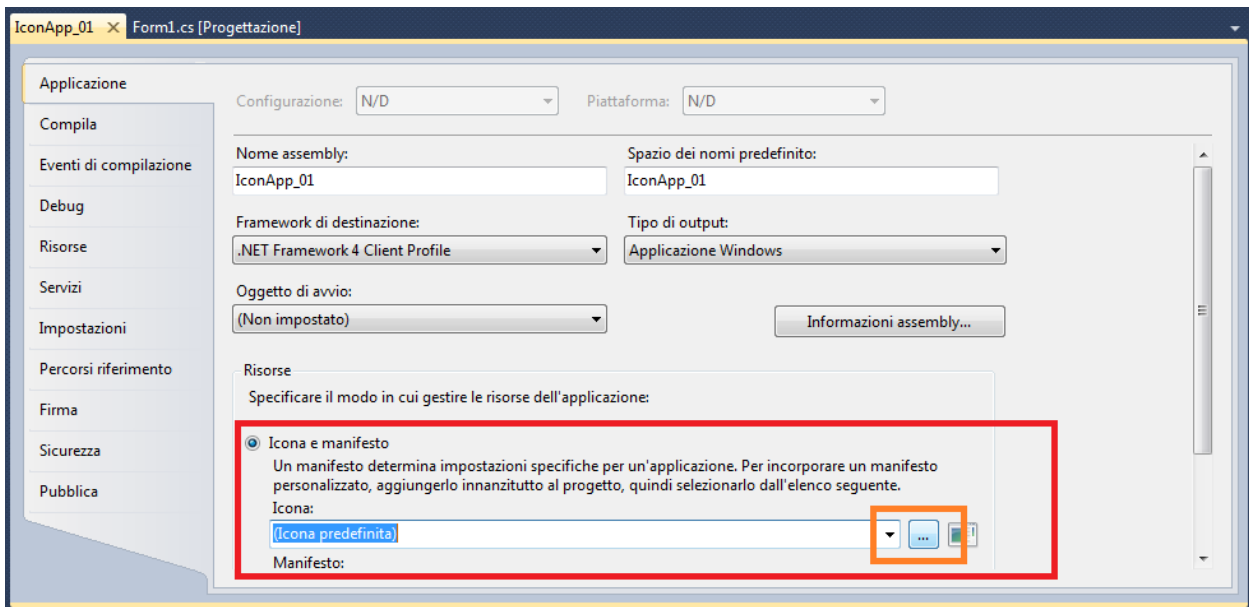 IconApp_01
Form1.cs [Progettazione]
Applicazione
Compila
Eventi di compilazione
Debug
Risorse
Servizi
Impostazioni
Percorsi riferimento
Firma
Sicurezza
Pubblica
Configurazione: N/D Piattaforma: N/D
Nome assembly: Spazio dei nomi predefinito:
IconApp_01 IconApp_01
Framework di destinazione: Tipo di output:
.NET Framework 4 Client Profile Applicazione Windows
Oggetto di avvio:
(Non impostato) Informazioni assembly...
Risorse
Specificare il modo in cui gestire le risorse dell'applicazione:
Icona e manifesto
Un manifesto determina impostazioni specifiche per un'applicazione. Per incorporare un manifesto
personalizzato, aggiungerlo innanzitutto al progetto, quindi selezionarlo dall'elenco seguente.
Icona:
(Icona predefinita) ...
Manifesto: